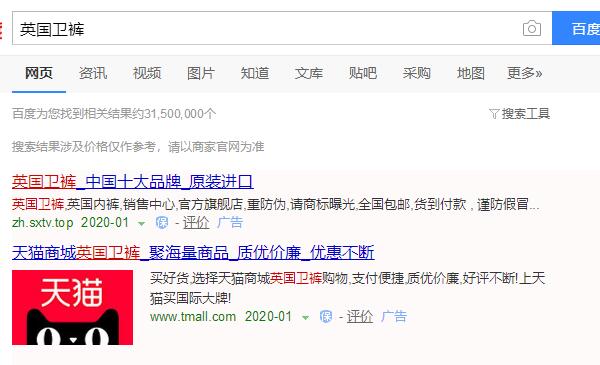 英国卫裤
百度
网页 资讯 视频 图片 知道 文库 贴吧 采购 地图 更多»
百度为您找到相关结果约31,500,000个 搜索工具
搜索结果涉及价格仅作参考，请以商家官网为准
英国卫裤_中国十大品牌_原装进口
英国卫裤,英国内裤,销售中心,官方旗舰店,重防伪,请商标曝光,全国包邮,货到付款 , 谨防假冒...
zh.sxtv.top 2020-01 保 - 评价 广告
天猫商城英国卫裤_聚海量商品_质优价廉_优惠不断
天猫
买好货,选择天猫商城英国卫裤购物,支付便捷,质优价廉,好评不断!上天
猫买国际大牌!
www.tmall.com 2020-01 保 - 评价 广告